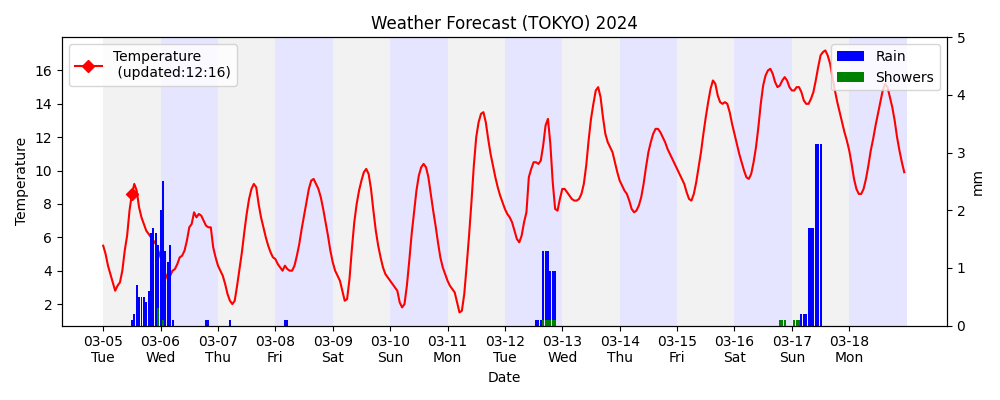 Weather Forecast (TOKYO) 2024
Temperature
(updated:12:16)
Rain
Showers
Temperature
16
14
12
10
8
6
4
2
5
4
3
2
1
0
mm
03-05 03-06 03-07 03-08 03-09 03-10 03-11 03-12 03-13 03-14 03-15 03-16 03-17 03-18
Tue Wed Thu Fri Sat Sun Mon Tue Wed Thu Fri Sat Sun Mon
Date